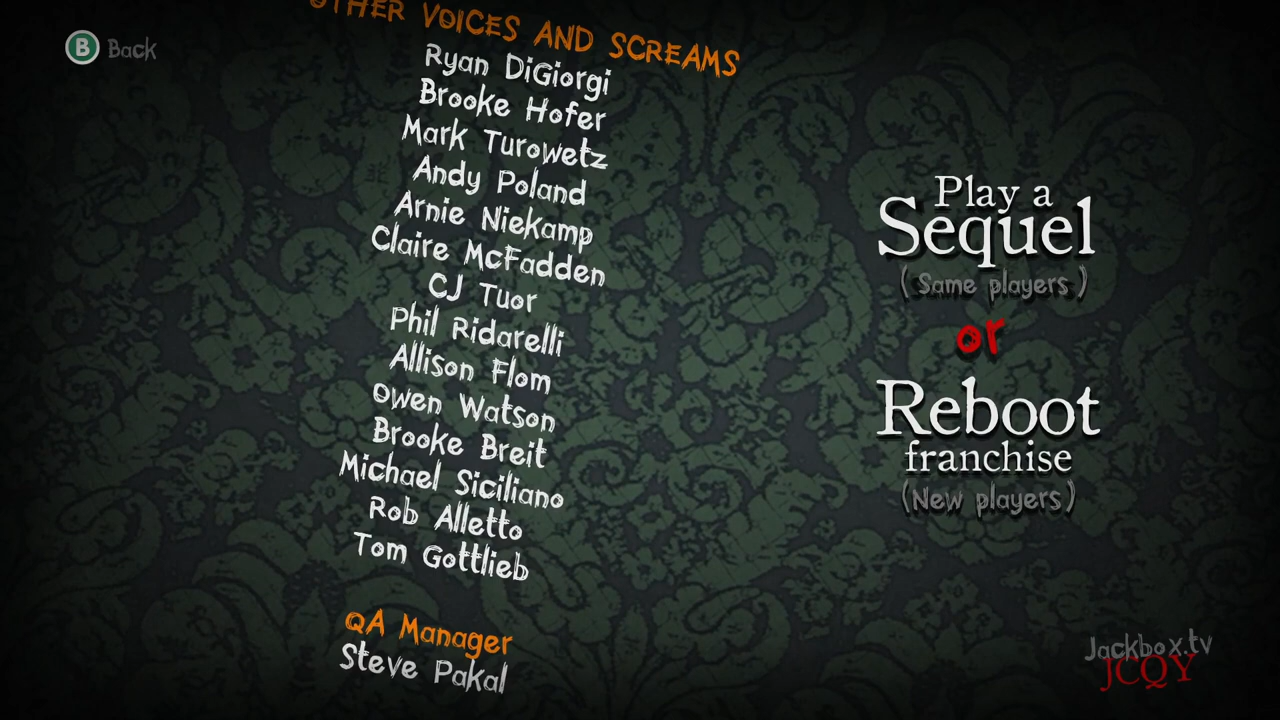 B Back
OTHER VOICES AND SCREAMS
Ryan DiGiorgi
Brooke Hofer
Mark Turowetz
Andy Poland
Arnie Niekamp
Claire McFadden
CJ Tuor
Phil Ridarelli
Allison Flom
Owen Watson
Brooke Breit
Michael Siciliano
Rob Alletto
Tom Gottlieb
QA Manager
Steve Pakal
Play a
Sequel
( Same players )
or
Reboot
franchise
(New players)
Jackbox.tv
JCQY